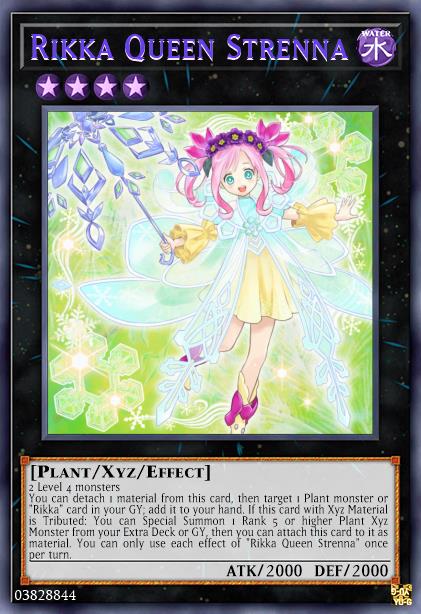 Rikka Queen Strenna
WATER
水
[Plant/Xyz/Effect]
2 Level 4 monsters
You can detach 1 material from this card, then target 1 Plant monster or
"Rikka" card in your GY; add it to your hand. If this card with Xyz Material
is Tributed: You can Special Summon 1 Rank 5 or higher Plant Xyz
Monster from your Extra Deck or GY, then you can attach this card to it as
material. You can only use each effect of "Rikka Queen Strenna" once
per turn.
ATK/2000 DEF/2000
03828844